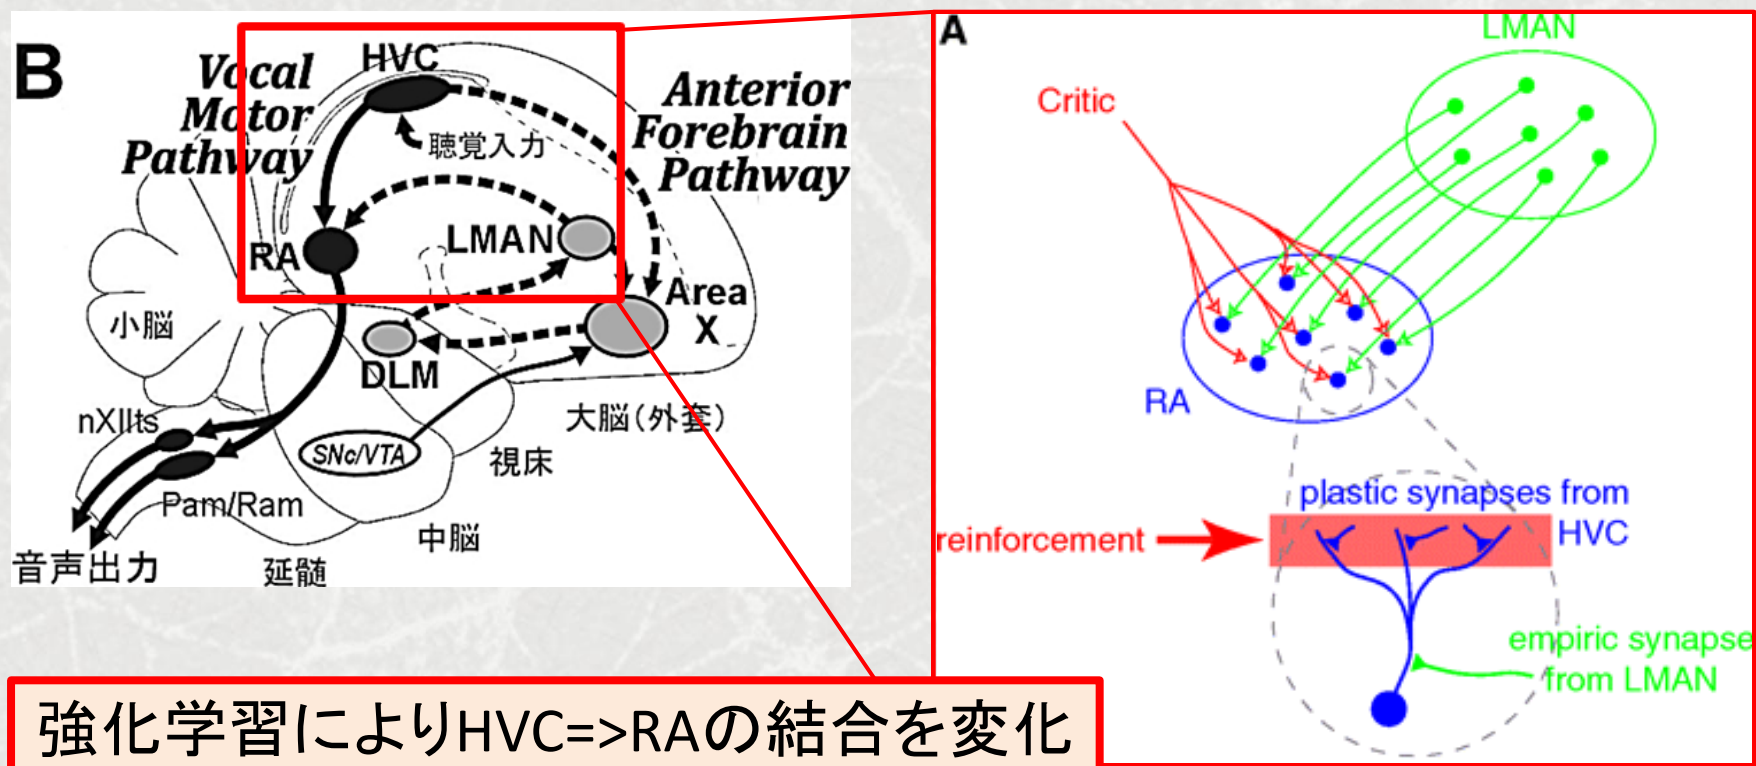 B
Vocal
Motor
Pathway
HVC
聴覚入力
Anterior
Forebrain
Pathway
RA
LMAN
Area
X
小脳
DLM
大脳(外套)
nXIIts
SNc/VTA
視床
Pam/Ram
中脳
音声出力
延髄
A
LMAN
Critic
RA
plastic synapses from
HVC
reinforcement
empiric synapse
from LMAN
強化学習によりHVC=>RAの結合を変化